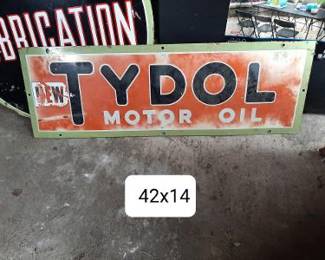 BRICATION
NEW TYDOL
MOTOR OIL
42x14